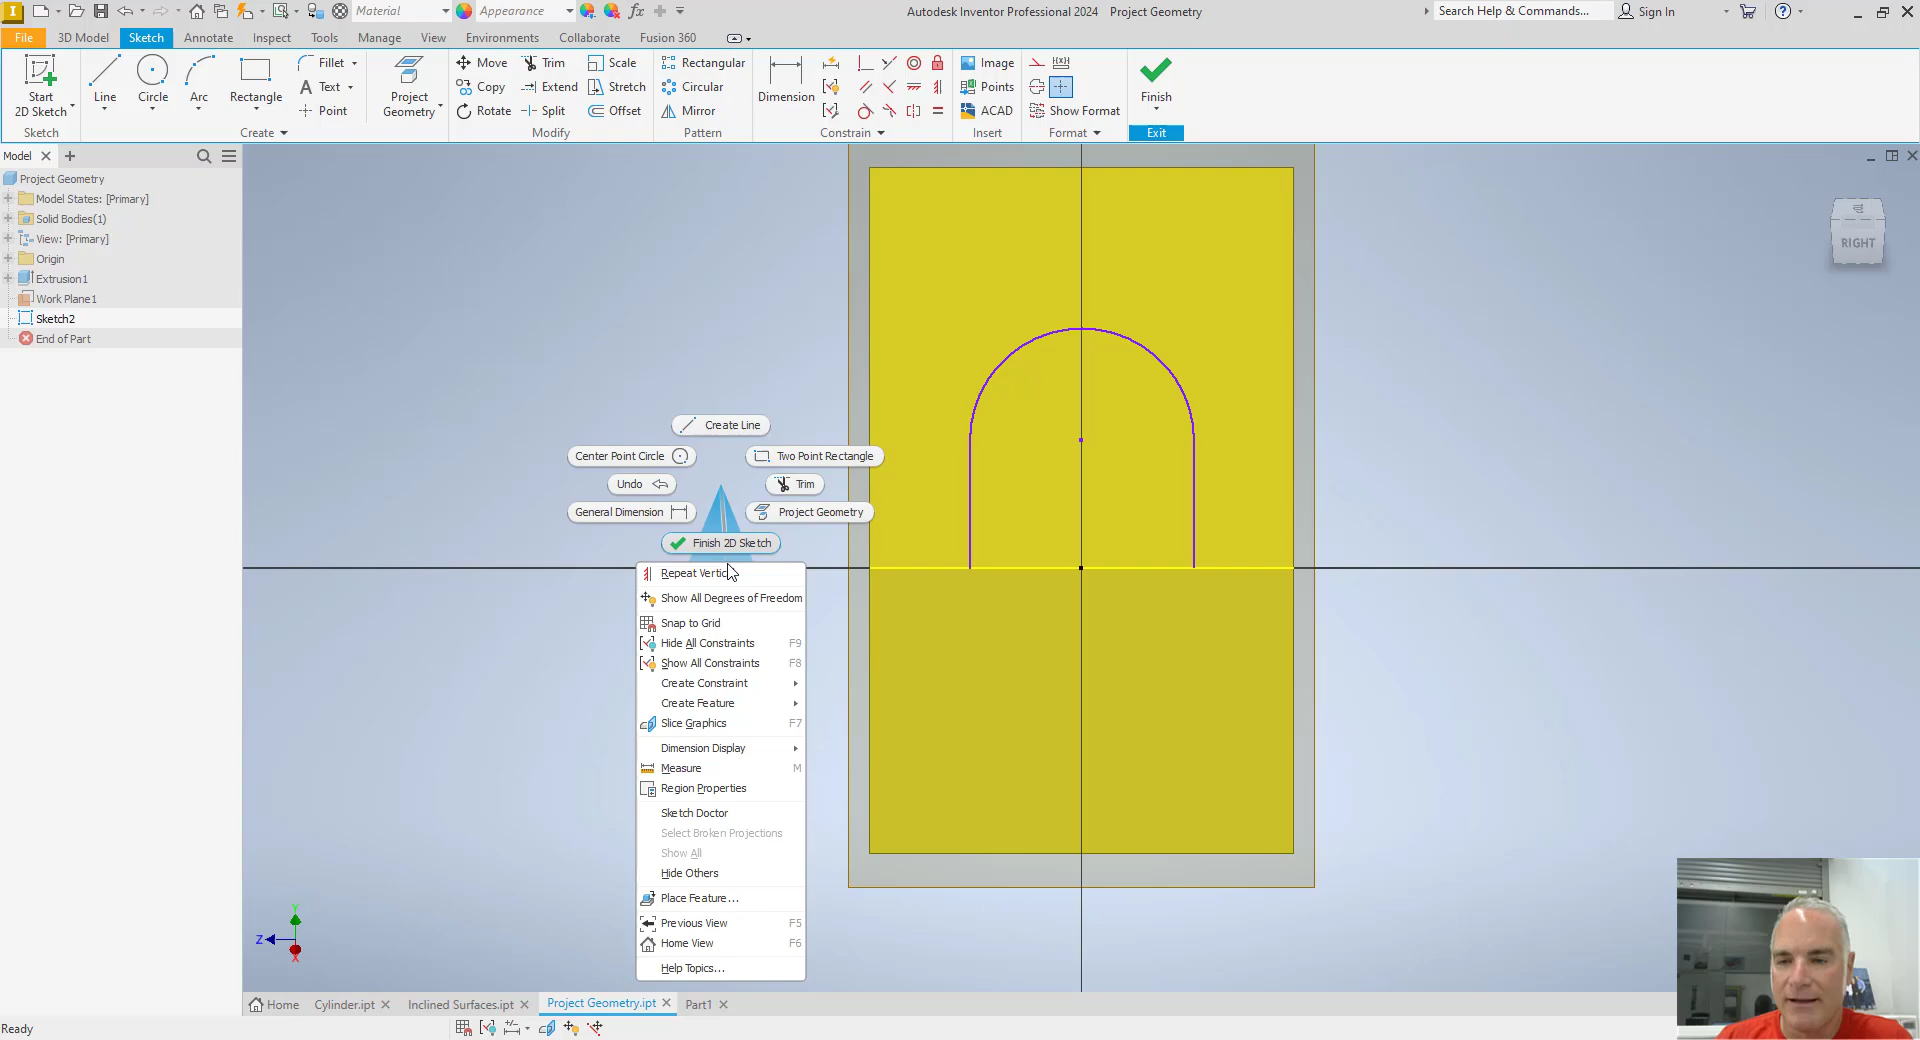 Material
Appearance
fx
Autodesk Inventor Professional 2024 Project Geometry
Search Help & Commands...
Sign In
File
3D Model
Sketch
Annotate
Inspect
Tools
Manage
View
Environments
Collaborate
Fusion 360
Start
2D Sketch
Line
Circle
Arc
Rectangle
Fillet
Text
Point
Project
Geometry
Move
Copy
Rotate
Trim
Extend
Split
Scale
Stretch
Offset
Rectangular
Circular
Mirror
Dimension
Image
Points
ACAD
Show Format
Finish
Sketch
Create
Modify
Pattern
Constrain
Insert
Format
Exit
Model
Project Geometry
Model States: [Primary]
Solid Bodies(1)
View: [Primary]
Origin
Extrusion1
Work Plane1
Sketch2
End of Part
RIGHT
Create Line
Center Point Circle
Two Point Rectangle
Undo
Trim
General Dimension
Project Geometry
Finish 2D Sketch
Repeat Vertic
Show All Degrees of Freedom
Snap to Grid
Hide All Constraints F9
Show All Constraints F8
Create Constraint
Create Feature
Slice Graphics F7
Dimension Display
Measure M
Region Properties
Sketch Doctor
Select Broken Projections
Show All
Hide Others
Place Feature...
Previous View F5
Home View F6
Help Topics...
Y
Z
X
Home
Cylinder.ipt
Inclined Surfaces.ipt
Project Geometry.ipt
Part1
Ready